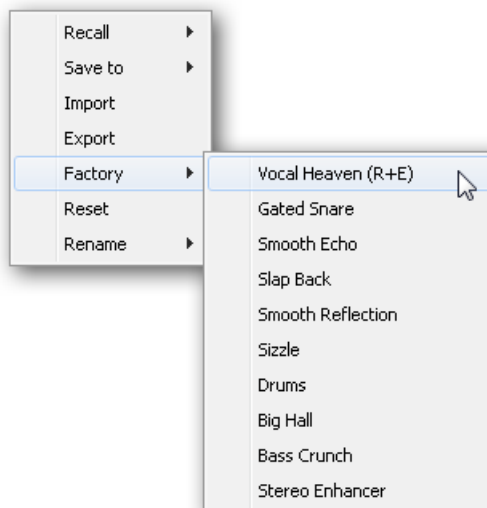 Recall
Save to
Import
Export
Factory
Reset
Rename
Vocal Heaven (R+E)
Gated Snare
Smooth Echo
Slap Back
Smooth Reflection
Sizzle
Drums
Big Hall
Bass Crunch
Stereo Enhancer